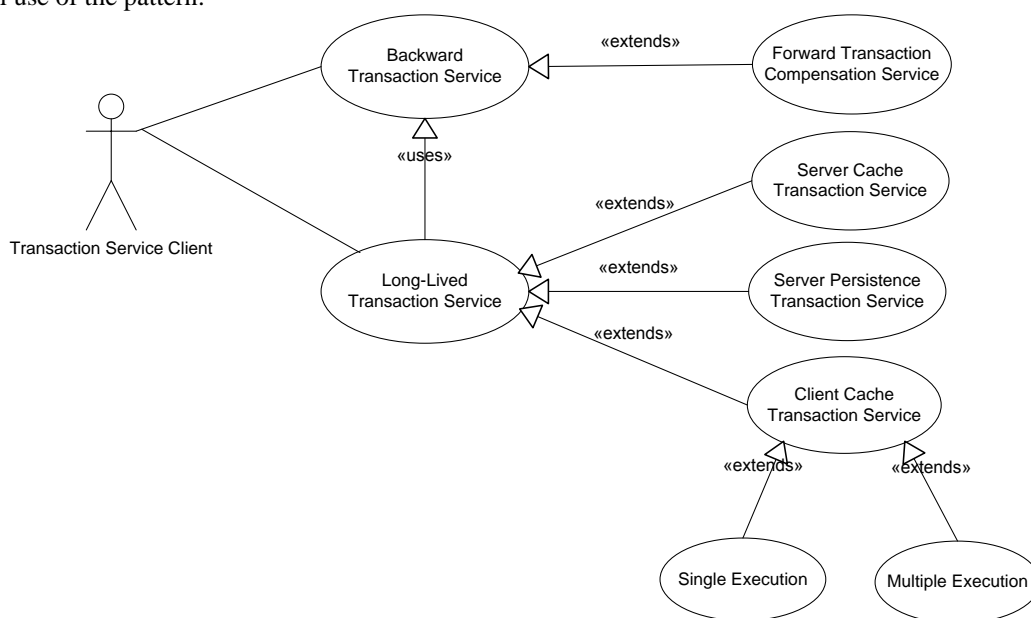 use of the pattern.
Backward
Transaction Service
«extends»
Forward Transaction
Compensation Service
«uses»
Server Cache
Transaction Service
«extends»
Transaction Service Client
Long-Lived
Transaction Service
«extends»
Server Persistence
Transaction Service
«extends»
Client Cache
Transaction Service
«extends»
«extends»
Single Execution
Multiple Execution